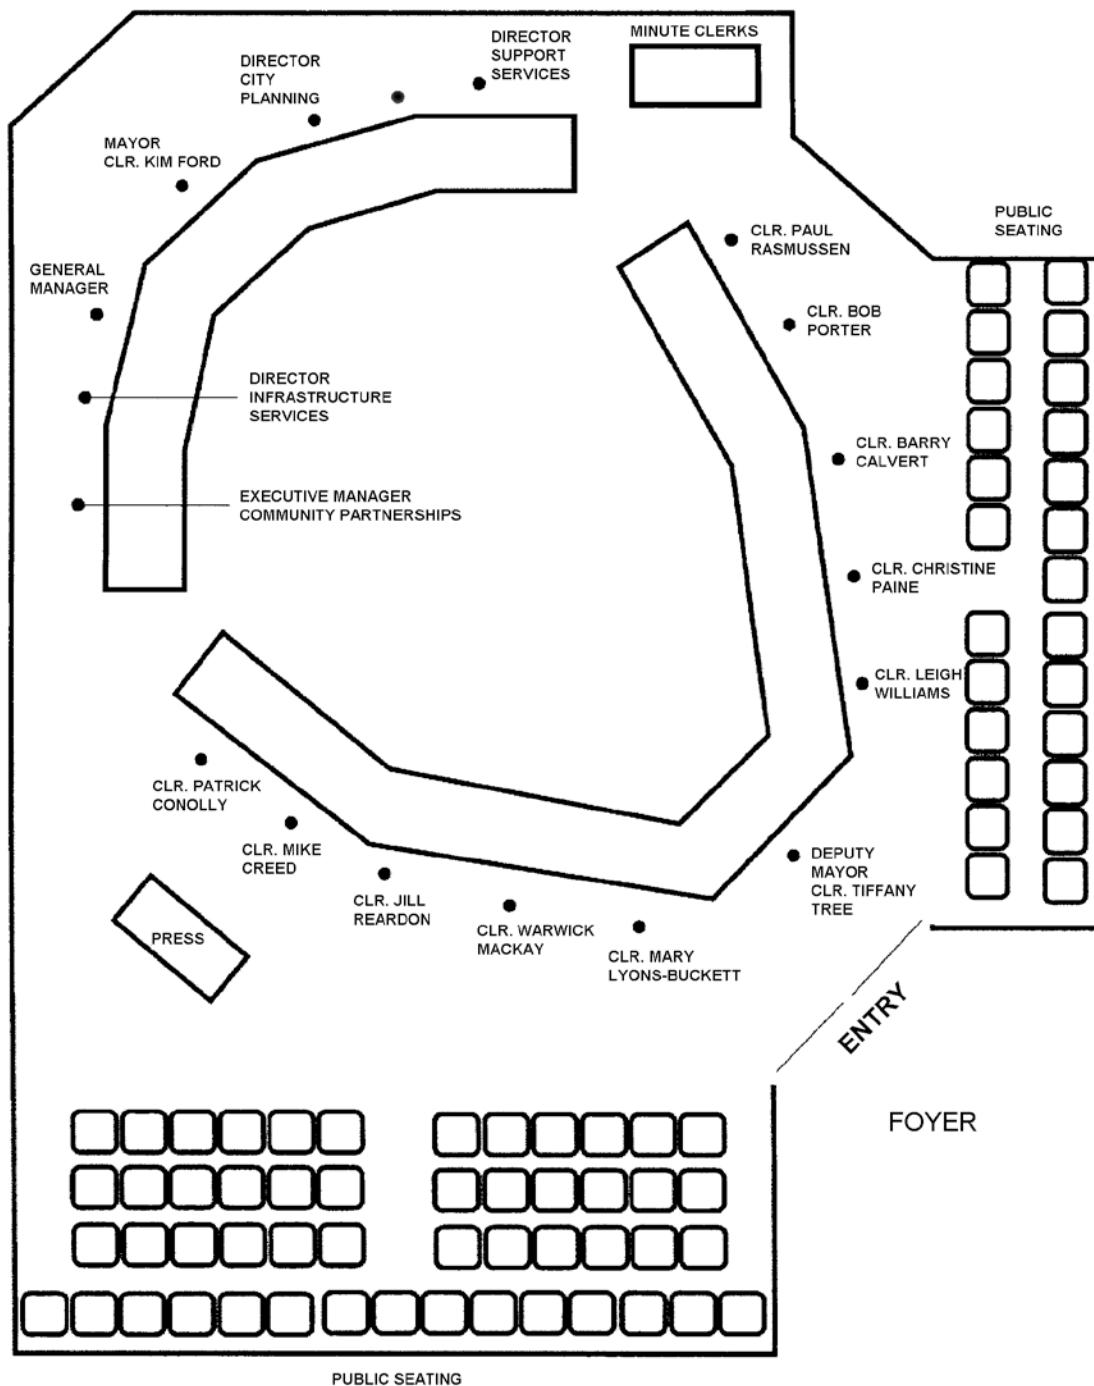 MINUTE CLERKS
DIRECTOR
SUPPORT
SERVICES
DIRECTOR
CITY
PLANNING
MAYOR
CLR. KIM FORD
GENERAL
MANAGER
DIRECTOR
INFRASTRUCTURE
SERVICES
EXECUTIVE MANAGER
COMMUNITY PARTNERSHIPS
CLR. PAUL
RASMUSSEN
PUBLIC
SEATING
CLR. BOB
PORTER
CLR. BARRY
CALVERT
CLR. CHRISTINE
PAINE
CLR. LEIGH
WILLIAMS
DEPUTY
MAYOR
CLR. TIFFANY
TREE
CLR. PATRICK
CONOLLY
CLR. MIKE
CREED
CLR. JILL
REARDON
CLR. WARWICK
MACKAY
CLR. MARY
LYONS-BUCKETT
PRESS
ENTRY
FOYER
PUBLIC SEATING